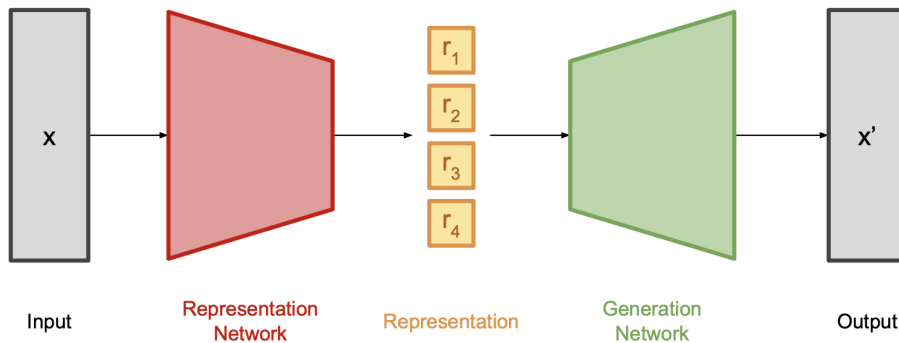 x
r1
r2
r3
r4
x’
Input
Representation
Network
Representation
Generation
Network
Output